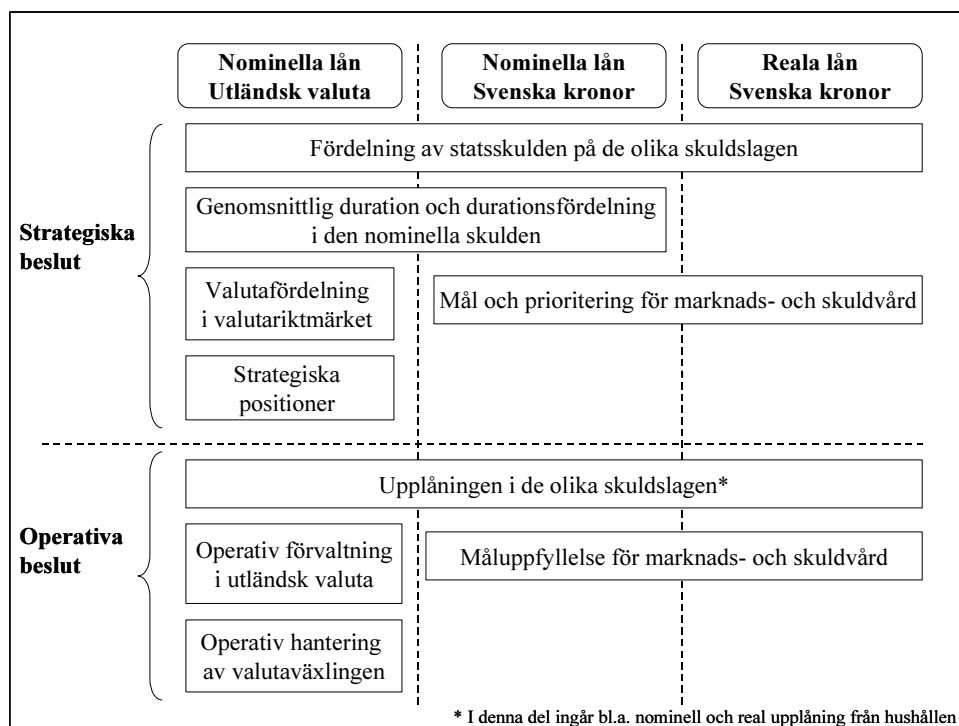 Nominella lån
Utländsk valuta
Nominella lån
Svenska kronor
Reala lån
Svenska kronor
Strategiska
beslut
Fördelning av statsskulden på de olika skuldslagen
Genomsnittlig duration och durationsfördelning
i den nominella skulden
Valutafördelning
i valutariktmärket
Mål och prioritering för marknads- och skuldvård
Strategiska
positioner
Operativa
beslut
Upplåningen i de olika skuldslagen*
Operativ förvaltning
i utländsk valuta
Måluppfyllelse för marknads- och skuldvård
Operativ hantering
av valutaväxlingen
* I denna del ingår bl.a. nominell och real upplåning från hushållen